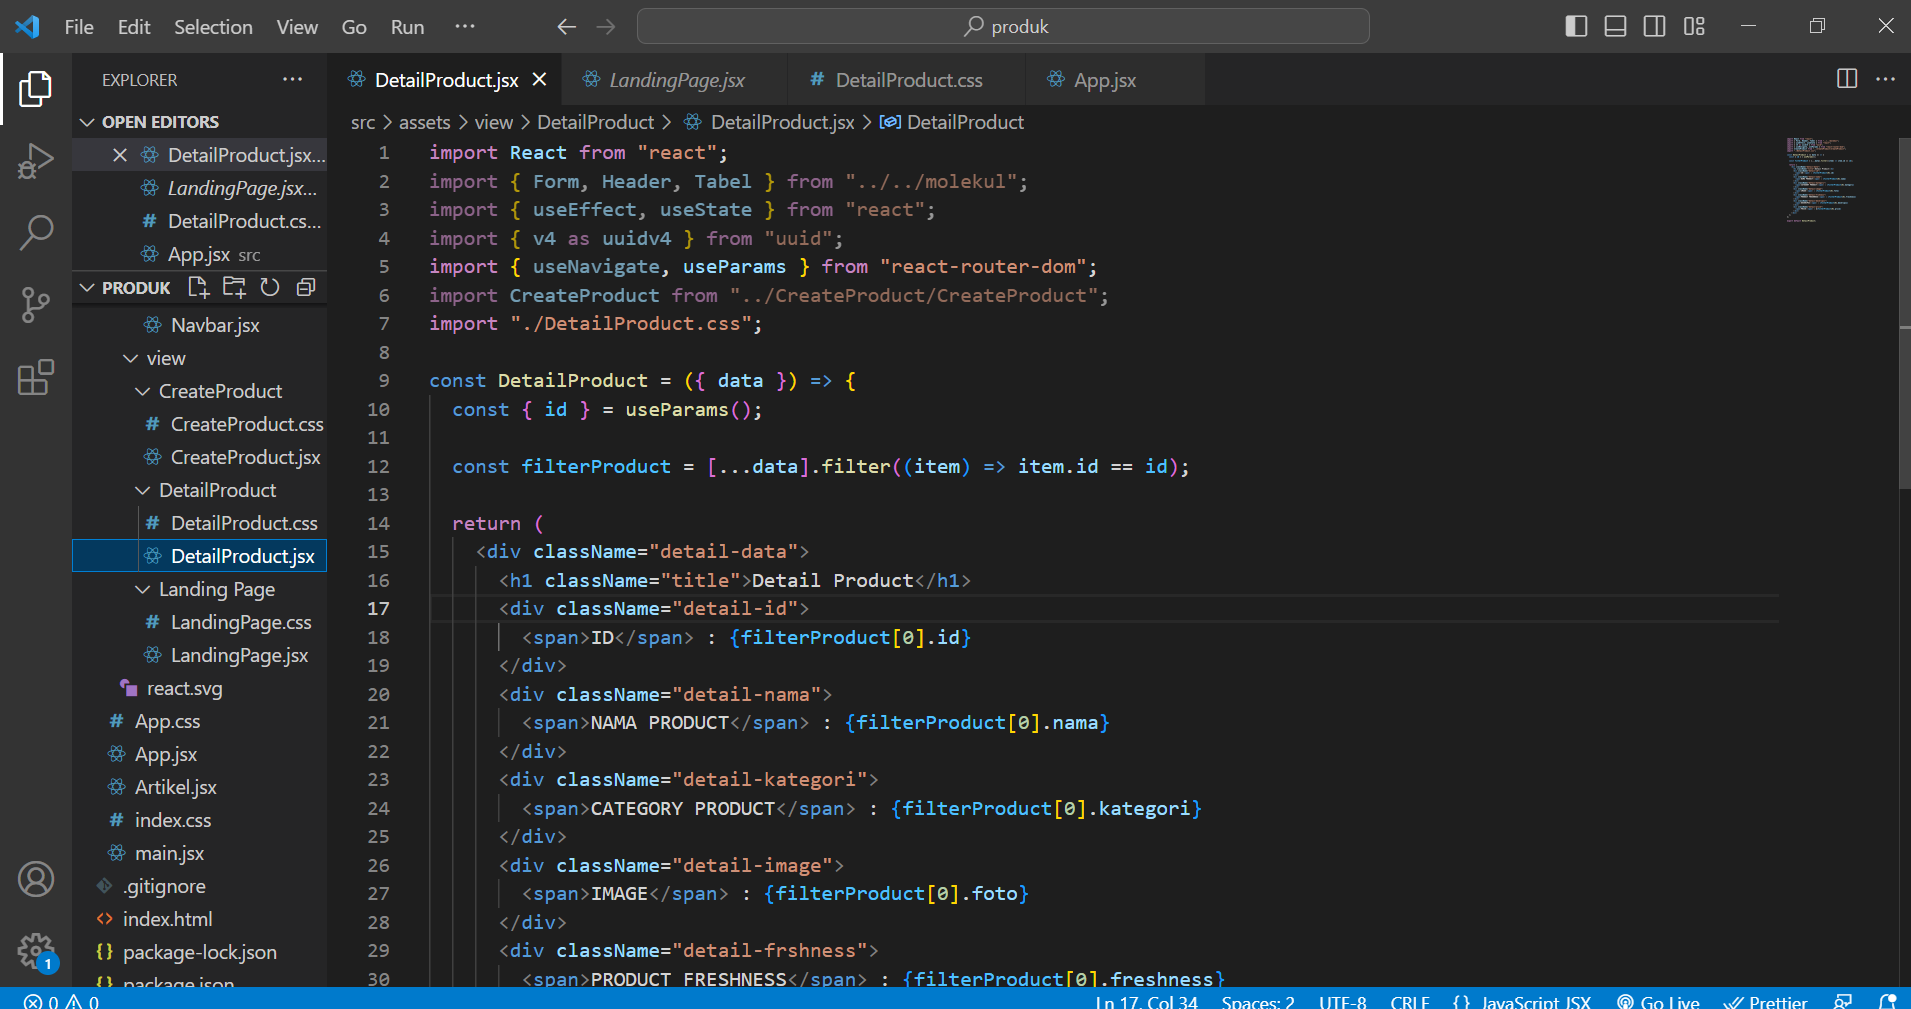 File Edit Selection View Go Run ··· produk
EXPLORER ···
OPEN EDITORS
DetailProduct.jsx...
LandingPage.jsx...
DetailProduct.cs...
App.jsx src
PRODUK
Navbar.jsx
view
CreateProduct
CreateProduct.css
CreateProduct.jsx
DetailProduct
DetailProduct.css
DetailProduct.jsx
Landing Page
LandingPage.css
LandingPage.jsx
react.svg
App.css
App.jsx
Artikel.jsx
index.css
main.jsx
.gitignore
index.html
package-lock.json
package.json
1
DetailProduct.jsx LandingPage.jsx DetailProduct.css App.jsx
src > assets > view > DetailProduct > DetailProduct.jsx > DetailProduct
1 import React from "react";
2 import { Form, Header, Tabel } from "../../molekul";
3 import { useEffect, useState } from "react";
4 import { v4 as uuidv4 } from "uuid";
5 import { useNavigate, useParams } from "react-router-dom";
6 import CreateProduct from "../CreateProduct/CreateProduct";
7 import "./DetailProduct.css";
8
9 const DetailProduct = ({ data }) => {
10 const { id } = useParams();
11
12 const filterProduct = [...data].filter((item) => item.id == id);
13
14 return (
15 <div className="detail-data">
16 <h1 className="title">Detail Product</h1>
17 <div className="detail-id">
18 <span>ID</span> : {filterProduct[0].id}
19 </div>
20 <div className="detail-nama">
21 <span>NAMA PRODUCT</span> : {filterProduct[0].nama}
22 </div>
23 <div className="detail-kategori">
24 <span>CATEGORY PRODUCT</span> : {filterProduct[0].kategori}
25 </div>
26 <div className="detail-image">
27 <span>IMAGE</span> : {filterProduct[0].foto}
28 </div>
29 <div className="detail-frshness">
30 <span>PRODUCT FRESHNESS</span> : {filterProduct[0].freshness}
0 0 Ln 17, Col 34 Spaces: 2 UTF-8 CRLF {} JavaScript JSX Go Live Prettier